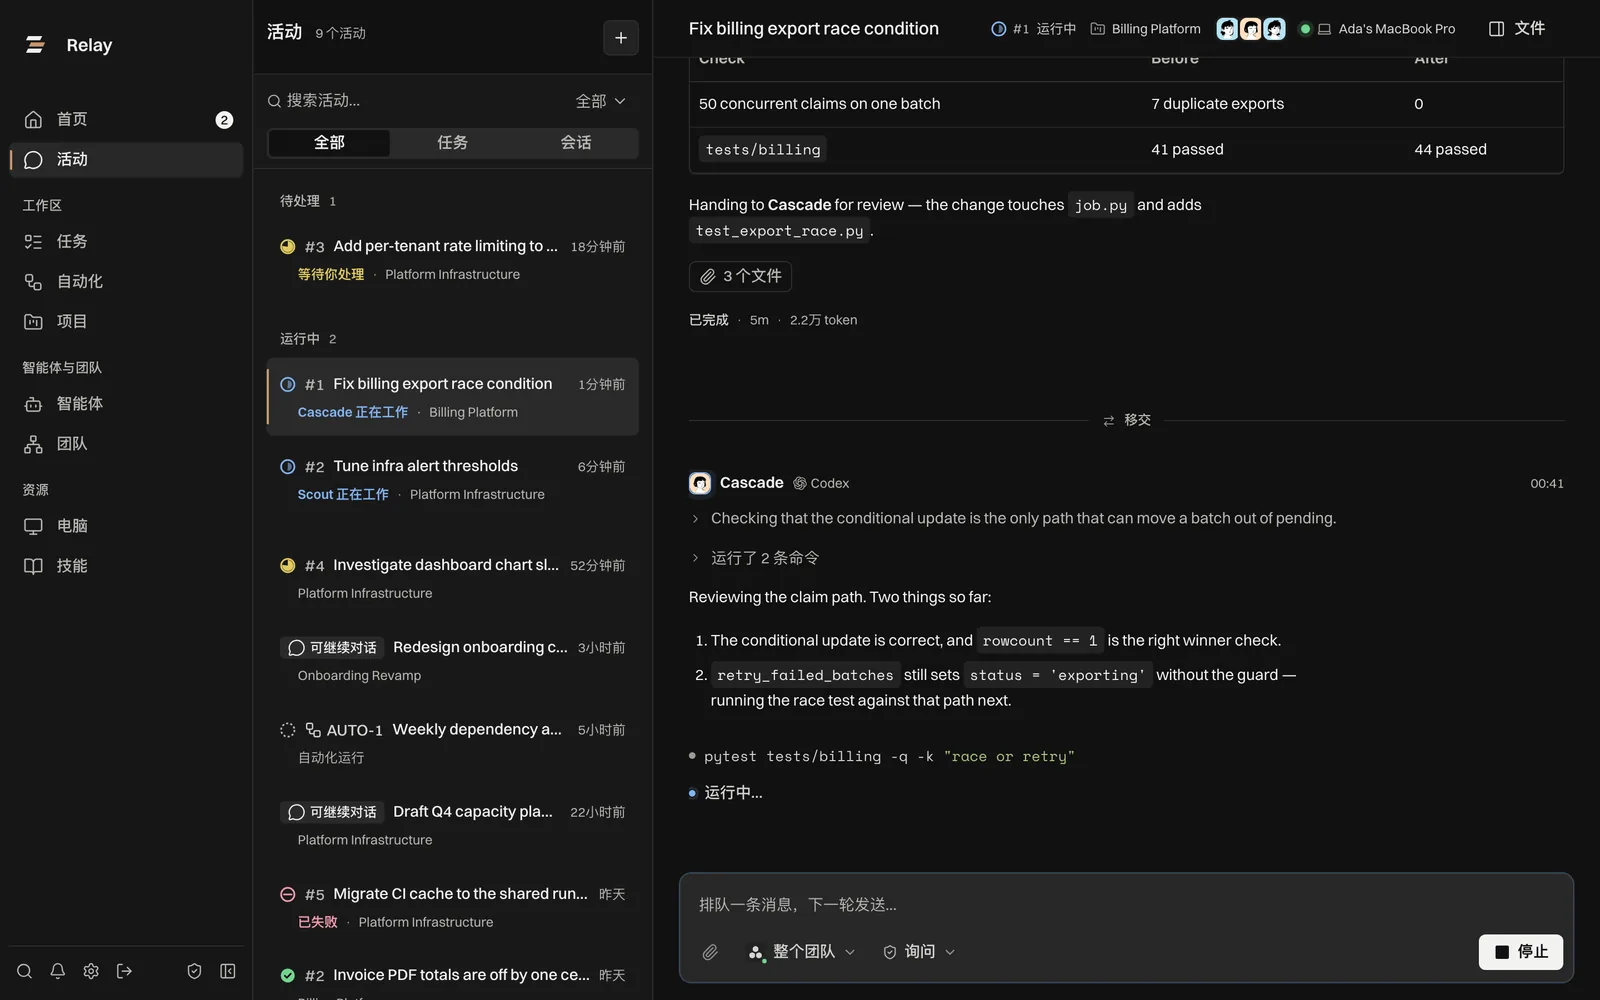 Relay
首页
2
活动
工作区
任务
自动化
项目
智能体与团队
智能体
团队
资源
电脑
技能
活动 9 个活动
搜索活动...
全部
全部 任务 会话
待处理 1
#3 Add per-tenant rate limiting to ... 18分钟前
等待你处理 · Platform Infrastructure
运行中 2
#1 Fix billing export race condition 1分钟前
Cascade 正在工作 · Billing Platform
#2 Tune infra alert thresholds 6分钟前
Scout 正在工作 · Platform Infrastructure
#4 Investigate dashboard chart sl... 52分钟前
Platform Infrastructure
可继续对话 Redesign onboarding c... 3小时前
Onboarding Revamp
AUTO-1 Weekly dependency a... 5小时前
自动化运行
可继续对话 Draft Q4 capacity pla... 22小时前
Platform Infrastructure
#5 Migrate CI cache to the shared run... 昨天
已失败 · Platform Infrastructure
#2 Invoice PDF totals are off by one ce... 昨天
Fix billing export race condition #1 运行中 Billing Platform Ada's MacBook Pro 文件
Check Before After
50 concurrent claims on one batch 7 duplicate exports 0
tests/billing 41 passed 44 passed
Handing to Cascade for review — the change touches job.py and adds
test_export_race.py.
3 个文件
已完成 · 5m · 2.2万 token
移交
Cascade Codex 00:41
Checking that the conditional update is the only path that can move a batch out of pending.
运行了 2 条命令
Reviewing the claim path. Two things so far:
1. The conditional update is correct, and rowcount == 1 is the right winner check.
2. retry_failed_batches still sets status = 'exporting' without the guard —
running the race test against that path next.
pytest tests/billing -q -k "race or retry"
运行中...
排队一条消息，下一轮发送...
整个团队 询问 停止